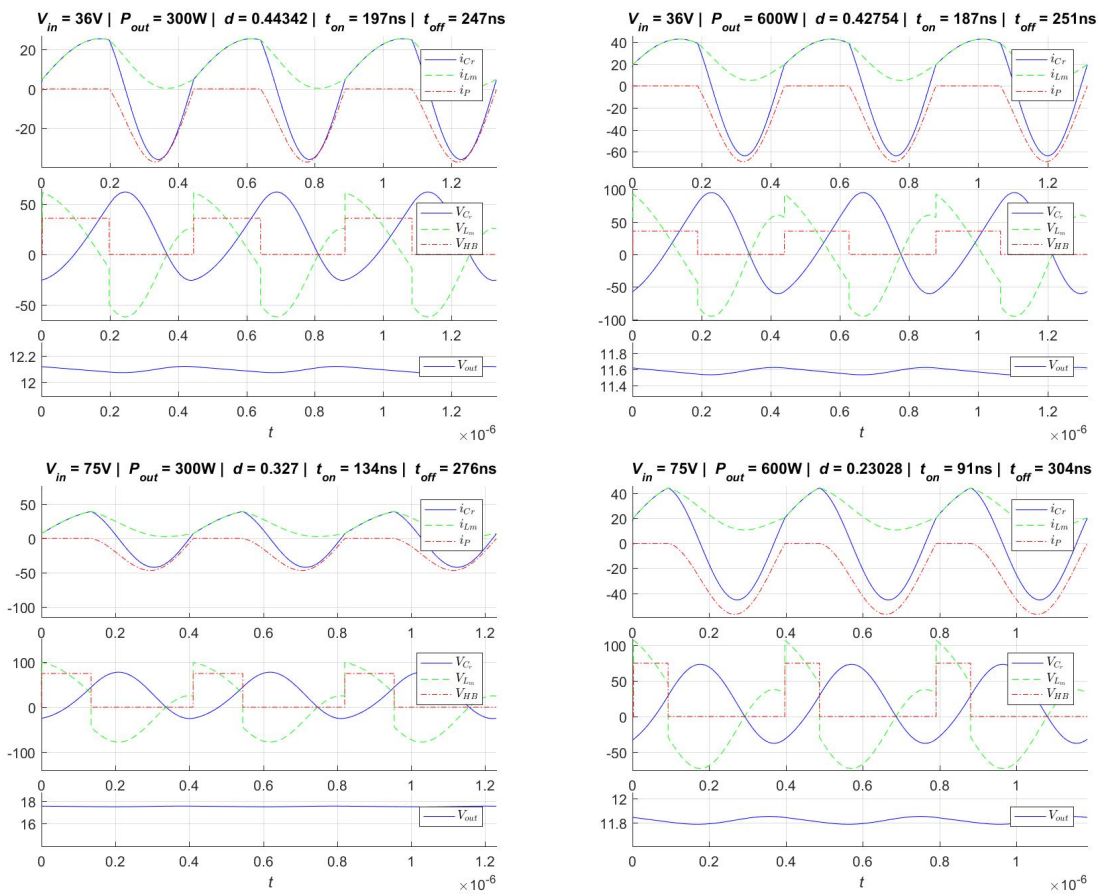 V_in = 36V | P_out = 300W | d = 0.44342 | t_on = 197ns | t_off = 247ns
20
0
-20
i_Cr
i_Lm
i_P
0 0.2 0.4 0.6 0.8 1 1.2
50
0
-50
V_Cr
V_Lm
V_HB
0 0.2 0.4 0.6 0.8 1 1.2
12.2
12
V_out
0 0.2 0.4 0.6 0.8 1 1.2
t
×10^-6
V_in = 36V | P_out = 600W | d = 0.42754 | t_on = 187ns | t_off = 251ns
40
20
0
-20
-40
-60
i_Cr
i_Lm
i_P
0 0.2 0.4 0.6 0.8 1 1.2
100
50
0
-50
-100
V_Cr
V_Lm
V_HB
0 0.2 0.4 0.6 0.8 1 1.2
11.8
11.6
11.4
V_out
0 0.2 0.4 0.6 0.8 1 1.2
t
×10^-6
V_in = 75V | P_out = 300W | d = 0.327 | t_on = 134ns | t_off = 276ns
50
0
-50
-100
i_Cr
i_Lm
i_P
0 0.2 0.4 0.6 0.8 1 1.2
100
50
0
-50
-100
V_Cr
V_Lm
V_HB
0 0.2 0.4 0.6 0.8 1 1.2
18
16
V_out
0 0.2 0.4 0.6 0.8 1 1.2
t
×10^-6
V_in = 75V | P_out = 600W | d = 0.23028 | t_on = 91ns | t_off = 304ns
40
20
0
-20
-40
i_Cr
i_Lm
i_P
0 0.2 0.4 0.6 0.8 1
100
50
0
-50
V_Cr
V_Lm
V_HB
0 0.2 0.4 0.6 0.8 1
12
11.8
V_out
0 0.2 0.4 0.6 0.8 1
t
×10^-6